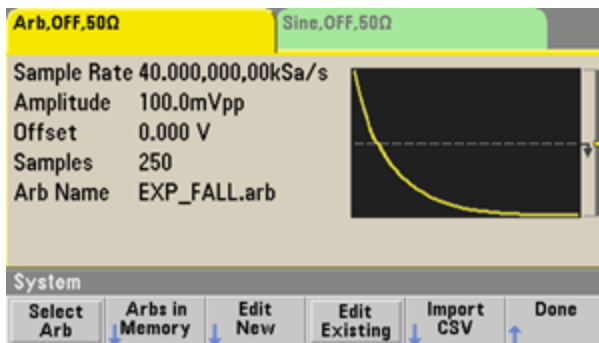 Arb,OFF,50Ω
Sine,OFF,50Ω
Sample Rate 40.000,000,00kSa/s
Amplitude 100.0mVpp
Offset 0.000 V
Samples 250
Arb Name EXP_FALL.arb
System
Select Arb
Arbs in Memory
Edit New
Edit Existing
Import CSV
Done